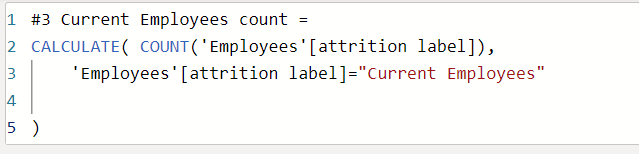 1 #3 Current Employees count =
2 CALCULATE( COUNT('Employees'[attrition label]),
3 'Employees'[attrition label]="Current Employees"
4
5 )